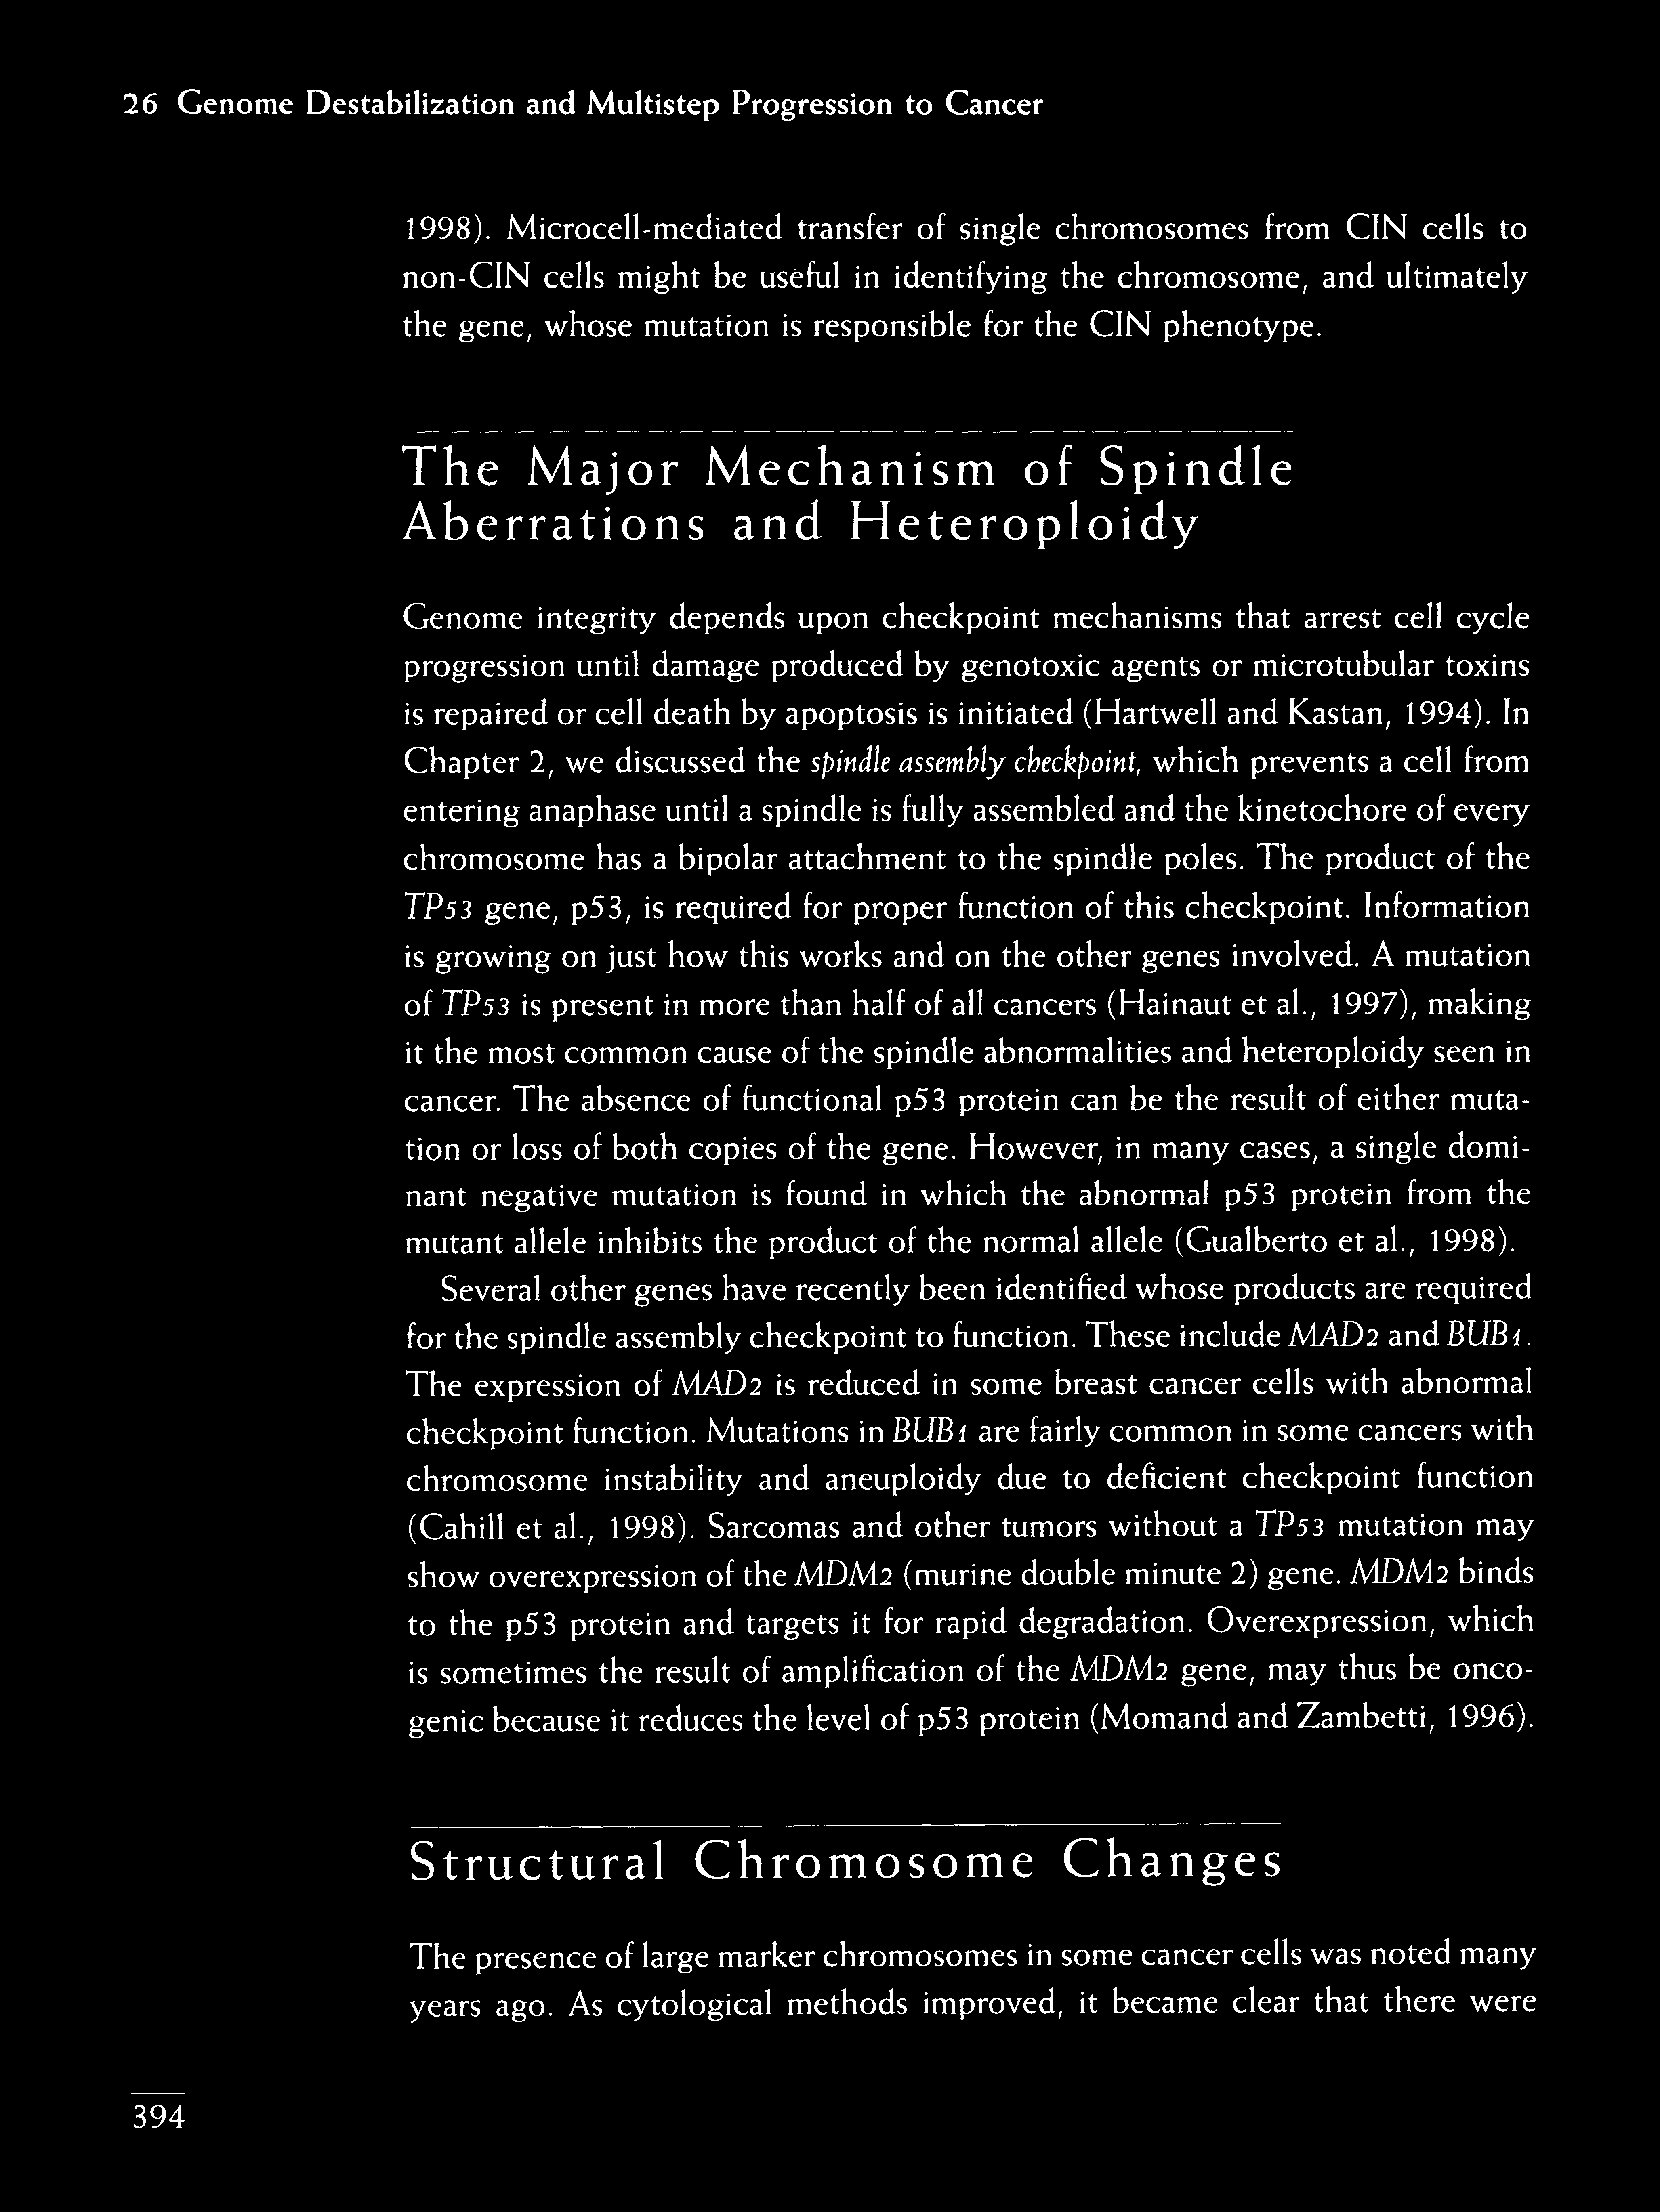 26 Genome Destabilization and Multistep Progression to Cancer
1998). Microcell-mediated transfer of single chromosomes from CIN cells to
non-CIN cells might be useful in identifying the chromosome, and ultimately
the gene, whose mutation is responsible for the CIN phenotype.
The Major Mechanism of Spindle
Aberrations and Heteroploidy
Genome integrity depends upon checkpoint mechanisms that arrest cell cycle
progression until damage produced by genotoxic agents or microtubular toxins
is repaired or cell death by apoptosis is initiated (Hartwell and Kastan, 1994). In
Chapter 2, we discussed the spindle assembly checkpoint, which prevents a cell from
entering anaphase until a spindle is fully assembled and the kinetochore of every
chromosome has a bipolar attachment to the spindle poles. The product of the
TP53 gene, p53, is required for proper function of this checkpoint. Information
is growing on just how this works and on the other genes involved. A mutation
of TP53 is present in more than half of all cancers (Hainaut et al., 1997), making
it the most common cause of the spindle abnormalities and heteroploidy seen in
cancer. The absence of functional p53 protein can be the result of either muta-
tion or loss of both copies of the gene. However, in many cases, a single domi-
nant negative mutation is found in which the abnormal p53 protein from the
mutant allele inhibits the product of the normal allele (Gualberto et al., 1998).
Several other genes have recently been identified whose products are required
for the spindle assembly checkpoint to function. These include MAD2 and BUB1.
The expression of MAD2 is reduced in some breast cancer cells with abnormal
checkpoint function. Mutations in BUB1 are fairly common in some cancers with
chromosome instability and aneuploidy due to deficient checkpoint function
(Cahill et al., 1998). Sarcomas and other tumors without a TP53 mutation may
show overexpression of the MDM2 (murine double minute 2) gene. MDM2 binds
to the p53 protein and targets it for rapid degradation. Overexpression, which
is sometimes the result of amplification of the MDM2 gene, may thus be onco-
genic because it reduces the level of p53 protein (Momand and Zambetti, 1996).
Structural Chromosome Changes
The presence of large marker chromosomes in some cancer cells was noted many
years ago. As cytological methods improved, it became clear that there were
394